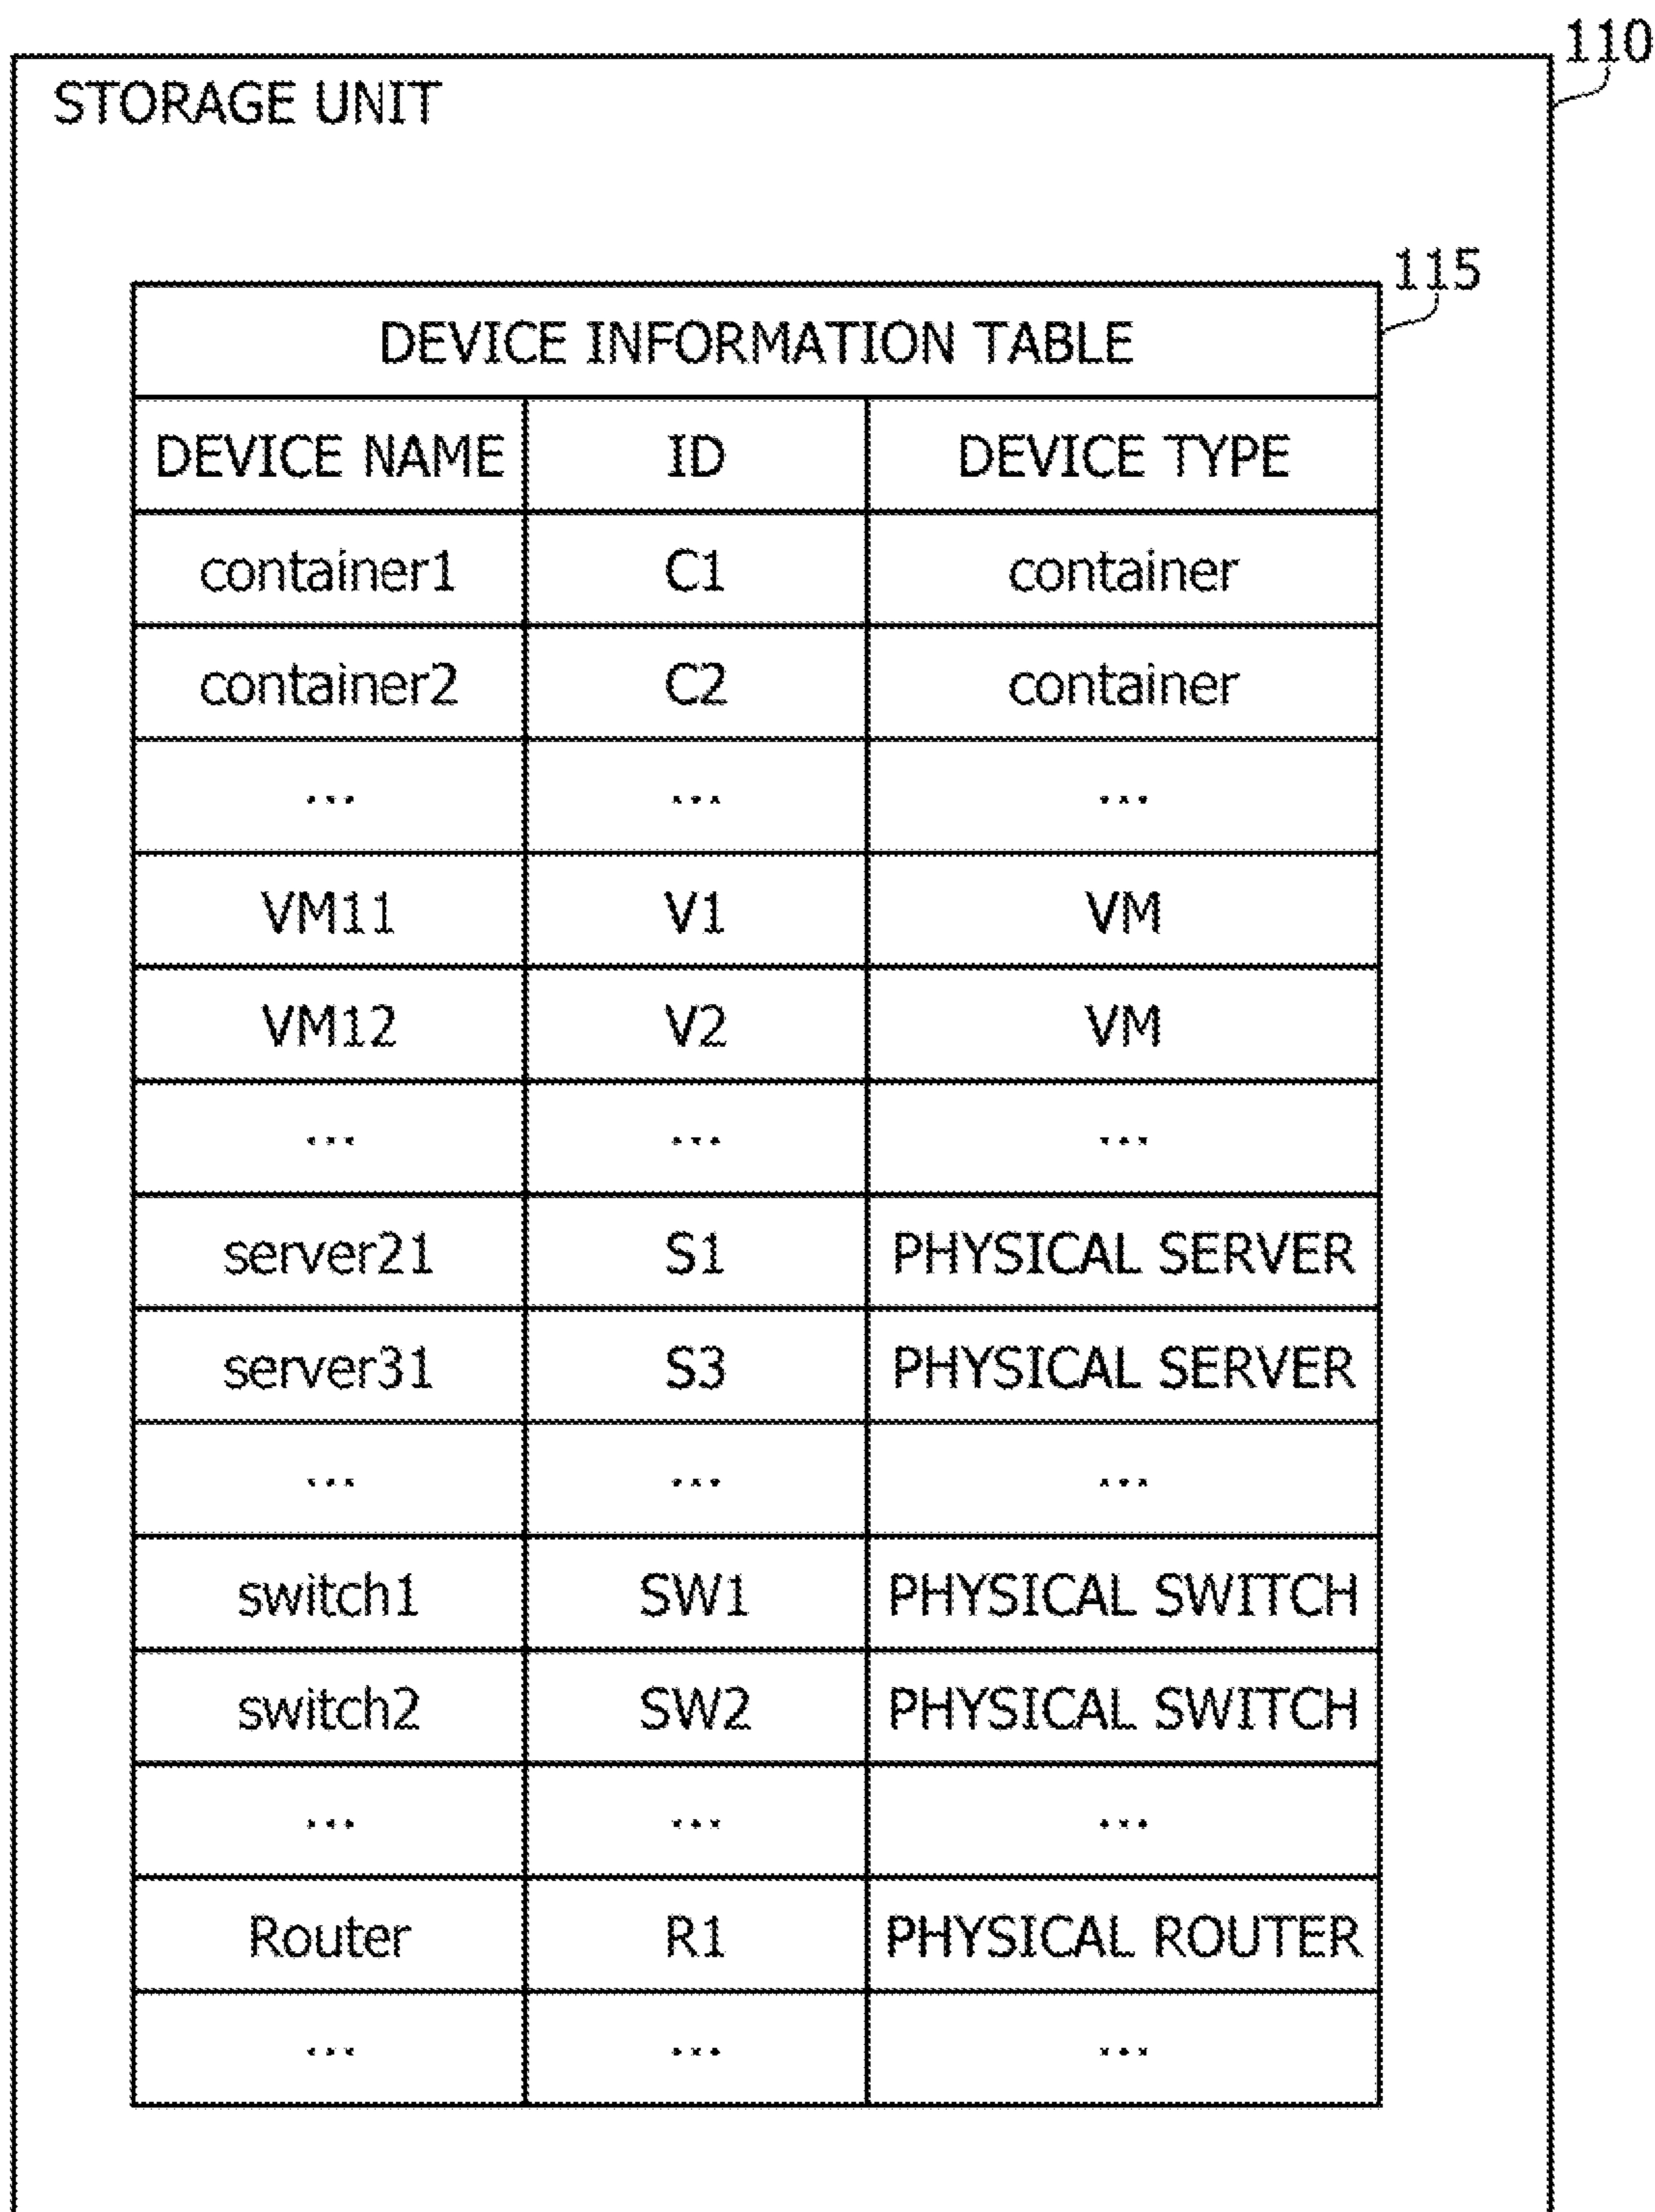 110
STORAGE UNIT
115
DEVICE INFORMATION TABLE
DEVICE NAME ID DEVICE TYPE
container1 C1 container
container2 C2 container
... ... ...
VM11 V1 VM
VM12 V2 VM
... ... ...
server21 S1 PHYSICAL SERVER
server31 S3 PHYSICAL SERVER
... ... ...
switch1 SW1 PHYSICAL SWITCH
switch2 SW2 PHYSICAL SWITCH
... ... ...
Router R1 PHYSICAL ROUTER
... ... ...